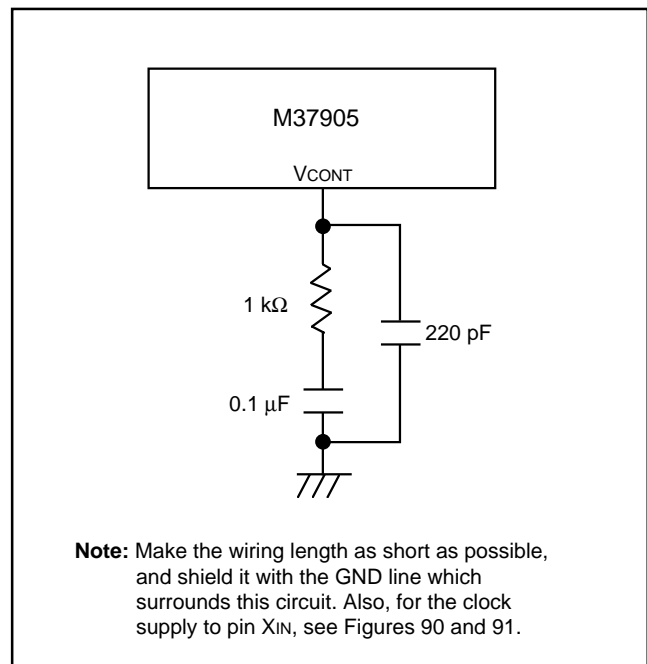 M37905
VCONT
1 kΩ
220 pF
0.1 μF
Note: Make the wiring length as short as possible,
and shield it with the GND line which
surrounds this circuit. Also, for the clock
supply to pin XIN, see Figures 90 and 91.